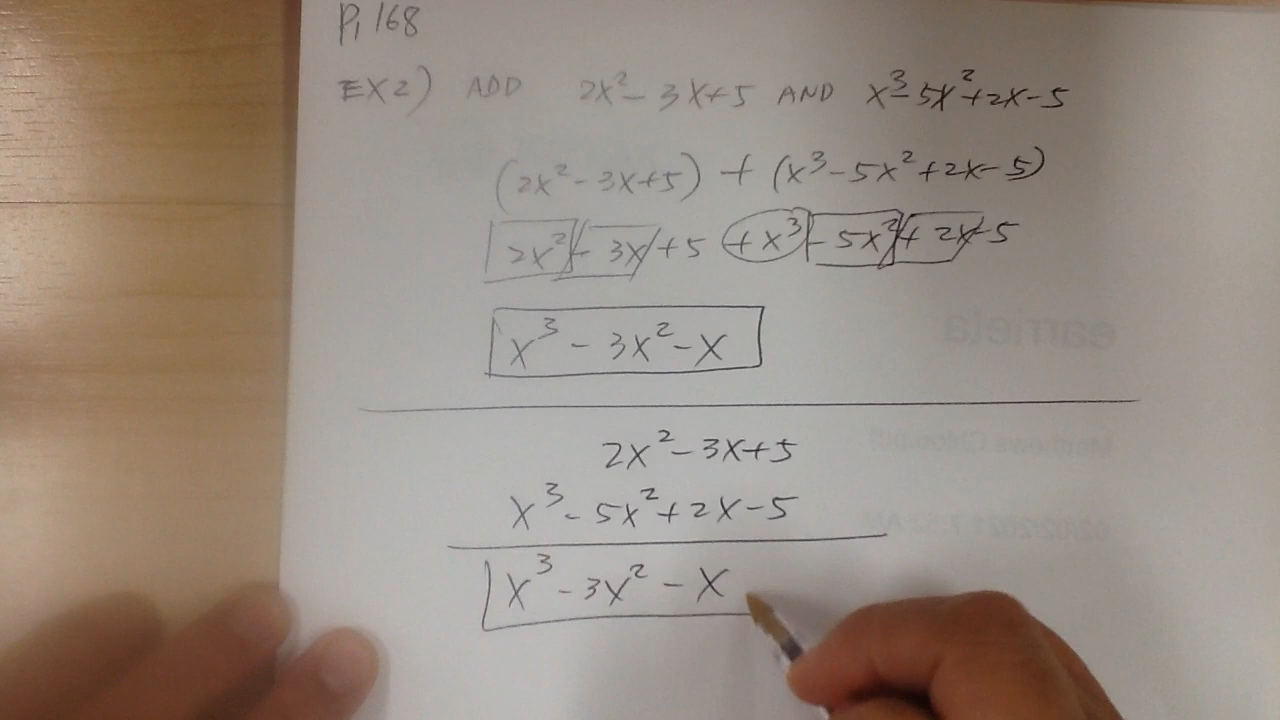 P, 168
EX2) ADD 2x² - 3x+5 AND x³-5x²+2x-5
(2x² - 3x+5) + (x³-5x²+2x-5)
2x² - 3x +5 +x³ - 5x² + 2x -5
x³ - 3x² - x
2x² - 3x+5
x³ - 5x² + 2x - 5
x³ - 3x² - x